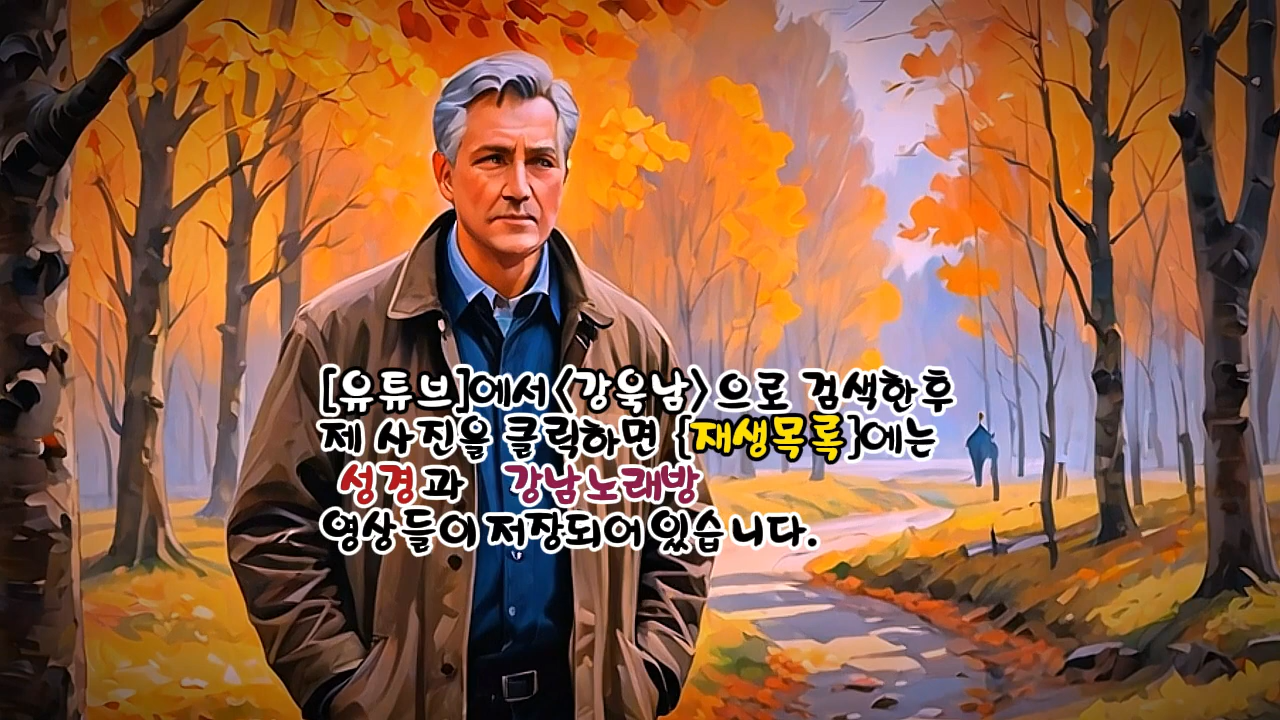 [유튜브]에서<강욱남>으로 검색한후
제 사진을 클릭하면 {재생목록}에는
성경과 강남노래방
영상들이 저장되어 있습니다.